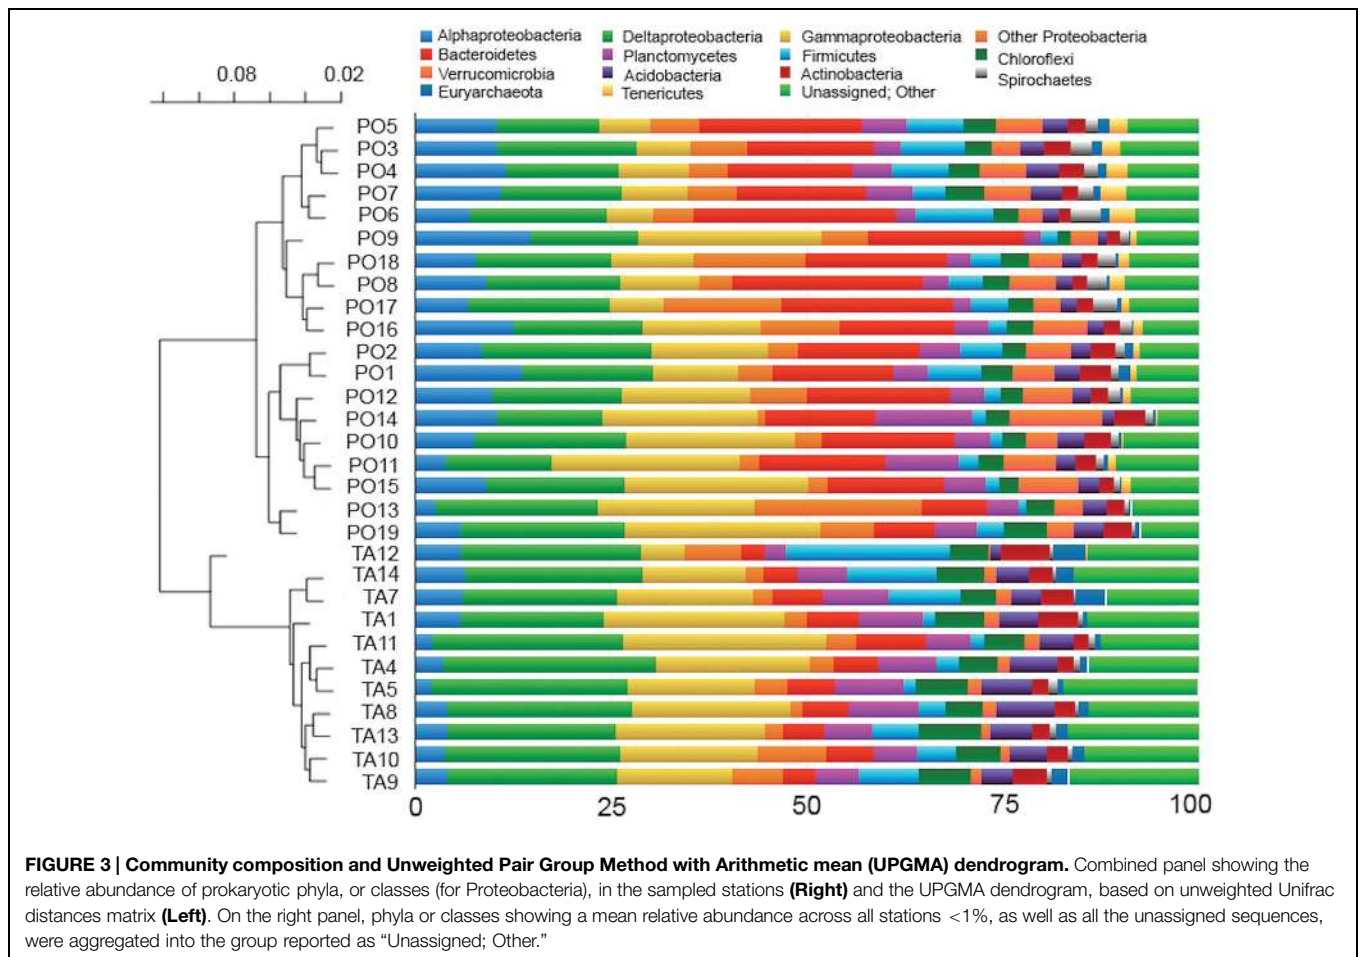 Alphaproteobacteria Deltaproteobacteria Gammaproteobacteria Other Proteobacteria
Bacteroidetes Planctomycetes Firmicutes Chloroflexi
Verrucomicrobia Acidobacteria Actinobacteria Spirochaetes
Euryarchaeota Tenericutes Unassigned; Other
0.08 0.02
PO5
PO3
PO4
PO7
PO6
PO9
PO18
PO8
PO17
PO16
PO2
PO1
PO12
PO14
PO10
PO11
PO15
PO13
PO19
TA12
TA14
TA7
TA1
TA11
TA4
TA5
TA8
TA13
TA10
TA9
0 25 50 75 100
FIGURE 3 | Community composition and Unweighted Pair Group Method with Arithmetic mean (UPGMA) dendrogram. Combined panel showing the
relative abundance of prokaryotic phyla, or classes (for Proteobacteria), in the sampled stations (Right) and the UPGMA dendrogram, based on unweighted Unifrac
distances matrix (Left). On the right panel, phyla or classes showing a mean relative abundance across all stations <1%, as well as all the unassigned sequences,
were aggregated into the group reported as “Unassigned; Other.”